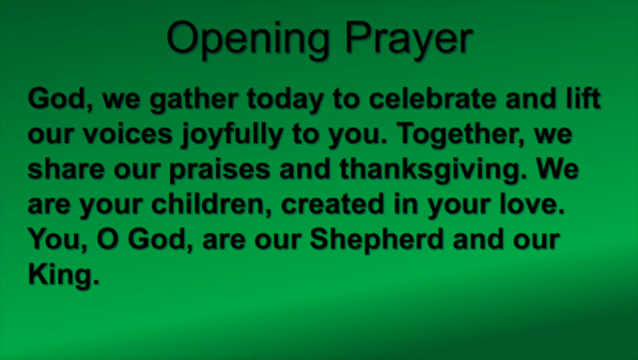 Opening Prayer
God, we gather today to celebrate and lift
our voices joyfully to you. Together, we
share our praises and thanksgiving. We
are your children, created in your love.
You, O God, are our Shepherd and our
King.